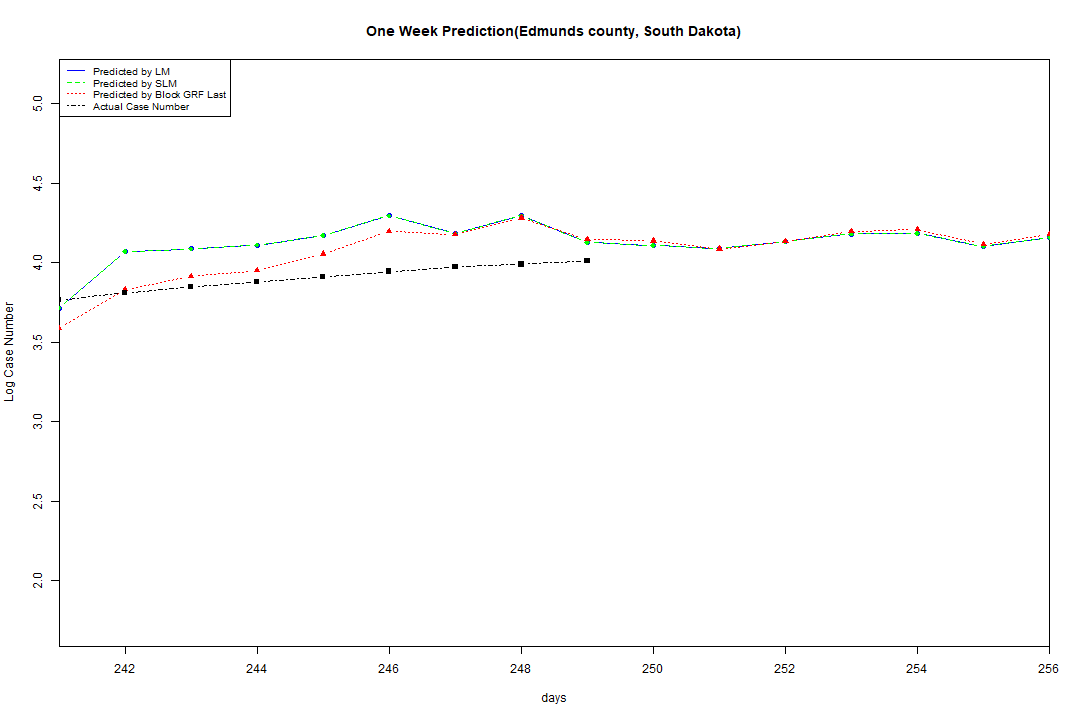 One Week Prediction(Edmunds county, South Dakota)
Predicted by LM
Predicted by SLM
Predicted by Block GRF Last
Actual Case Number
5.0
4.5
4.0
3.5
3.0
2.5
2.0
Log Case Number
242 244 246 248 250 252 254 256
days